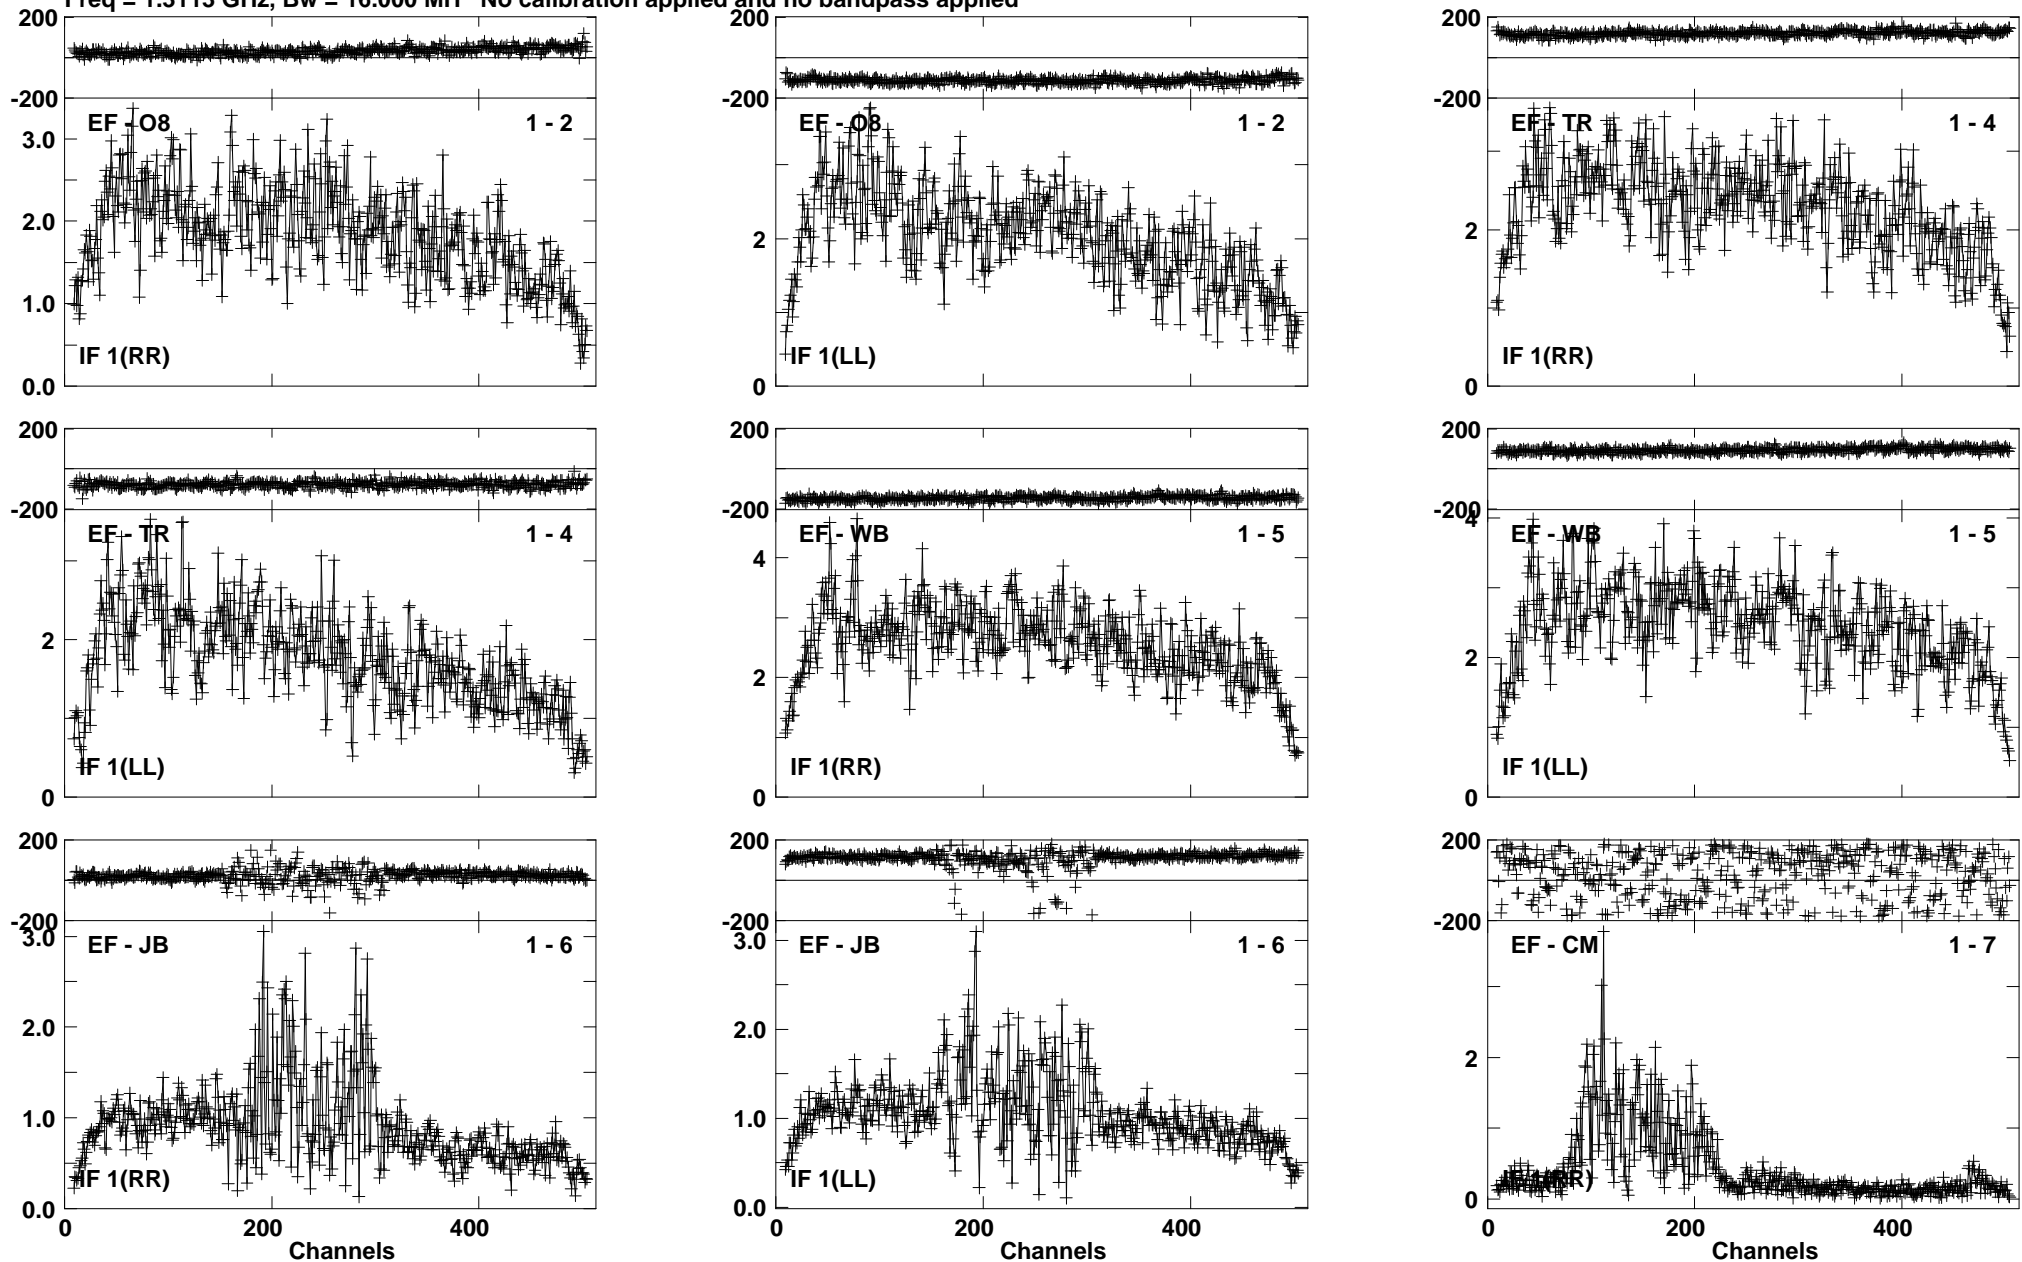 No calibration applied and no bandpass applied
200
-200
3.0
2.0
1.0
0.0
EF - O8
1 - 2
IF 1(RR)
200
-200
2
0
EF - O8
1 - 2
IF 1(LL)
200
-200
2
0
EF - TR
1 - 4
IF 1(RR)
200
-200
2
0
EF - TR
1 - 4
IF 1(LL)
200
-200
4
2
0
EF - WB
1 - 5
IF 1(RR)
200
-200
4
2
0
EF - WB
1 - 5
IF 1(LL)
200
-200
3.0
2.0
1.0
0.0
EF - JB
1 - 6
IF 1(RR)
0 200 400
Channels
200
-200
3.0
2.0
1.0
0.0
EF - JB
1 - 6
IF 1(LL)
0 200 400
200
-200
2
0
EF - CM
1 - 7
IF 1(RR)
0 200 400
Channels